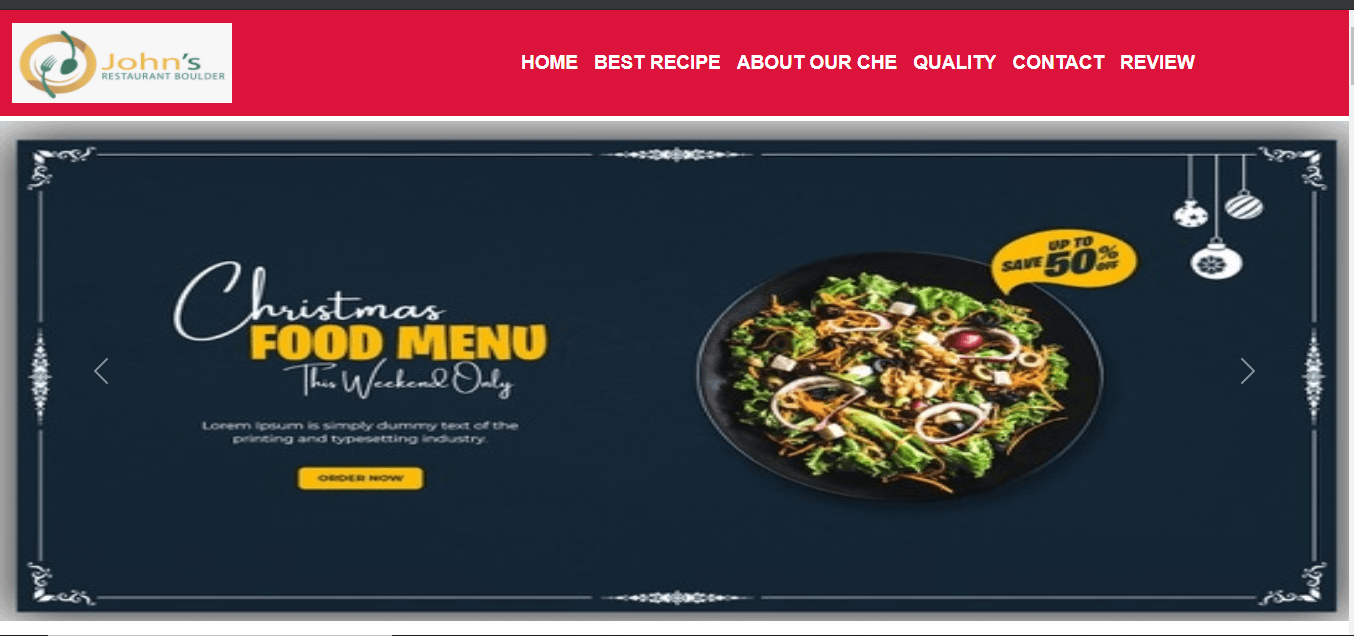 John's
RESTAURANT BOULDER
HOME BEST RECIPE ABOUT OUR CHE QUALITY CONTACT REVIEW
UP TO
SAVE 50% OFF
Christmas
FOOD MENU
This Weekend Only
Lorem Ipsum is simply dummy text of the
printing and typesetting industry.
ORDER NOW